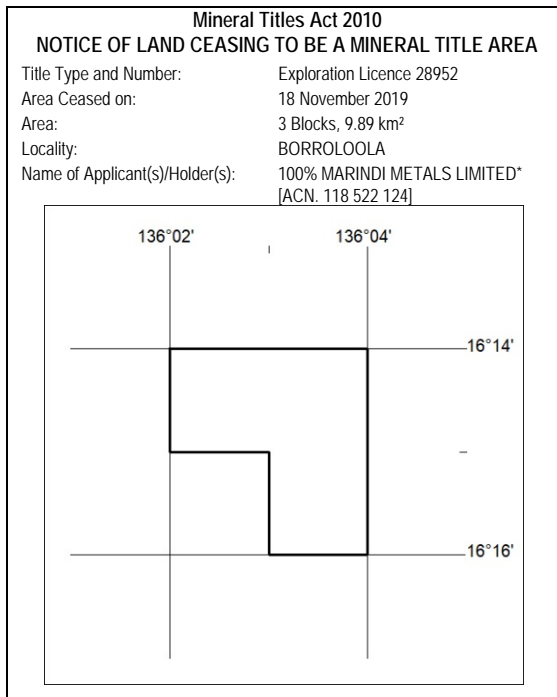 Mineral Titles Act 2010
NOTICE OF LAND CEASING TO BE A MINERAL TITLE AREA
Title Type and Number: Exploration Licence 28952
Area Ceased on: 18 November 2019
Area: 3 Blocks, 9.89 km²
Locality: BORROLOOLA
Name of Applicant(s)/Holder(s): 100% MARINDI METALS LIMITED*
[ACN. 118 522 124]
136°02' 136°04'
16°14'
16°16'